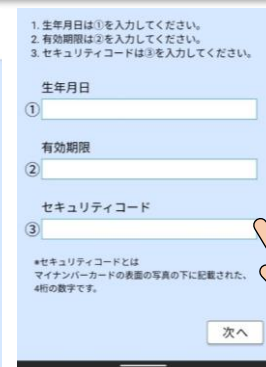 1. 生年月日は①を入力してください。
2. 有効期限は②を入力してください。
3. セキュリティコードは③を入力してください。
生年月日
①
有効期限
②
セキュリティコード
③
*セキュリティコードとは
マイナンバーカードの表面の写真の下に記載された、
4桁の数字です。
次へ